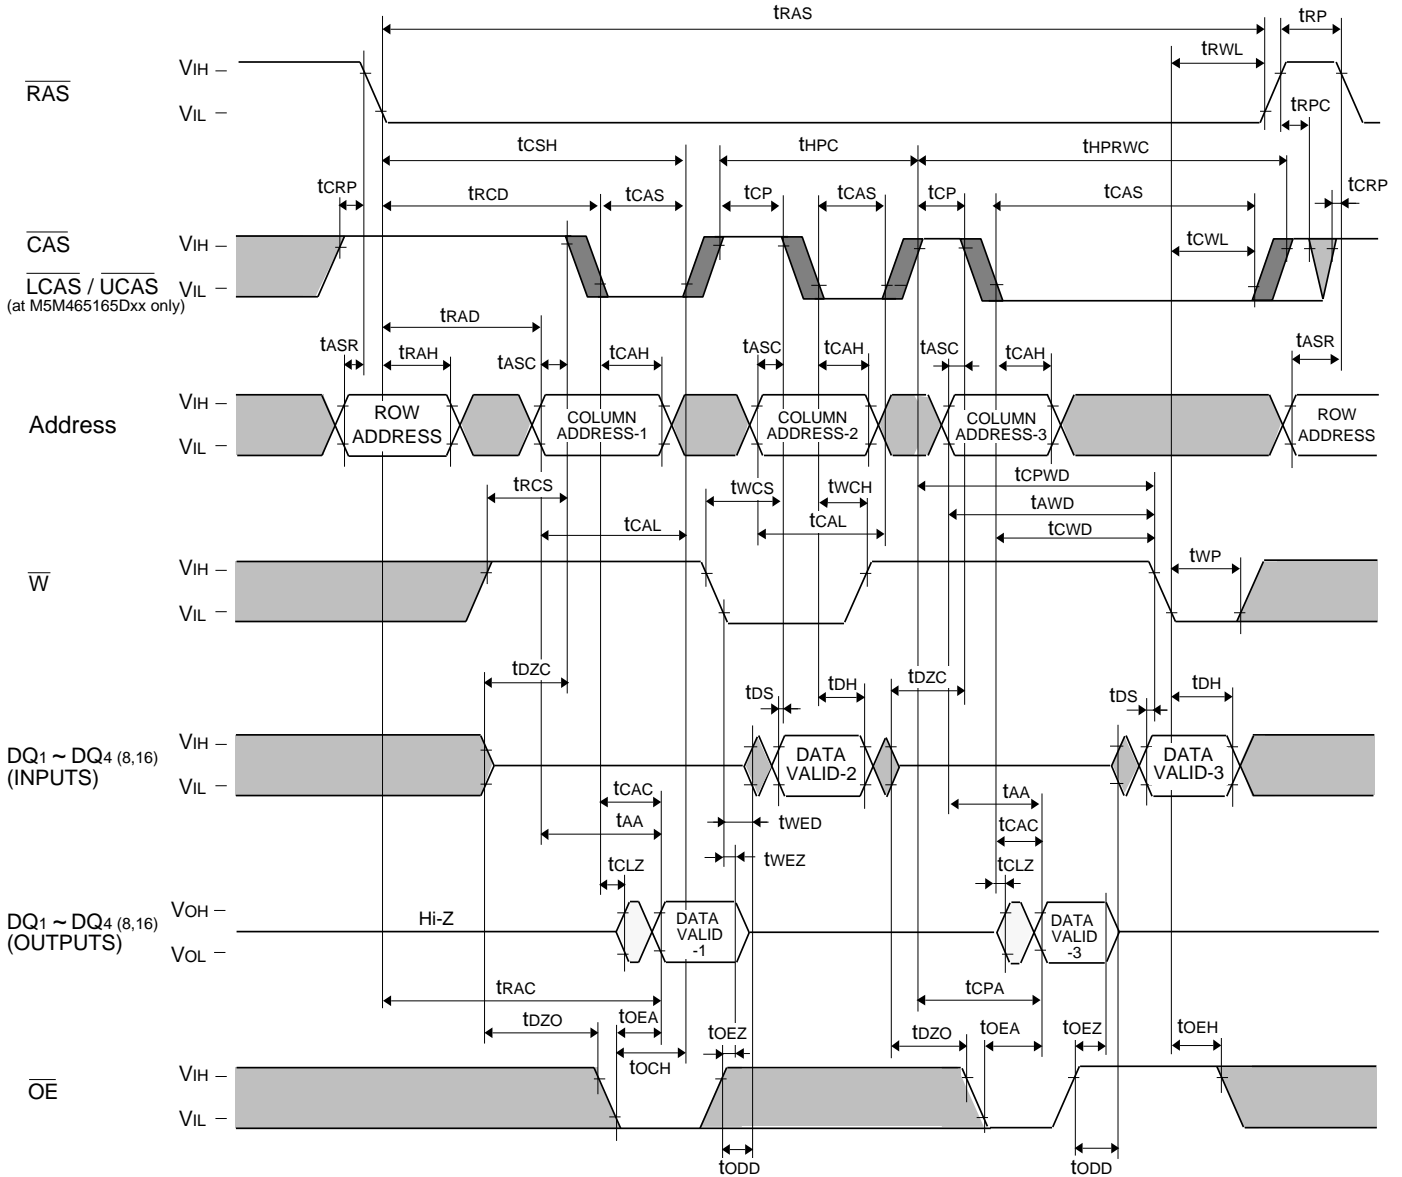 tRAS
tRP
tRWL
RAS
VIH
VIL
tRPC
tCSH
tHPC
tHPRWC
tCRP
tRCD
tCAS
tCP
tCAS
tCP
tCAS
tCRP
CAS
LCAS / UCAS
(at M5M465165Dxx only)
VIH
VIL
tCWL
tRAD
tASR
tRAH
tASC
tCAH
tASC
tCAH
tASC
tCAH
tASR
Address
VIH
VIL
ROW
ADDRESS
COLUMN
ADDRESS-1
COLUMN
ADDRESS-2
COLUMN
ADDRESS-3
ROW
ADDRESS
tRCS
tWCS
tWCH
tCPWD
tAWD
tCAL
tCAL
tCWD
W
VIH
VIL
tWP
tDZC
tDS
tDH
tDZC
tDS
tDH
DQ1 ~ DQ4 (8,16)
(INPUTS)
VIH
VIL
DATA
VALID-2
DATA
VALID-3
tCAC
tAA
tWED
tWEZ
tAA
tCAC
tCLZ
tCLZ
DQ1 ~ DQ4 (8,16)
(OUTPUTS)
VOH
VOL
Hi-Z
DATA
VALID
-1
DATA
VALID
-3
tRAC
tCPA
tDZO
tOEA
tOEZ
tDZO
tOEA
tOEZ
tOEH
tOCH
OE
VIH
VIL
tODD
tODD